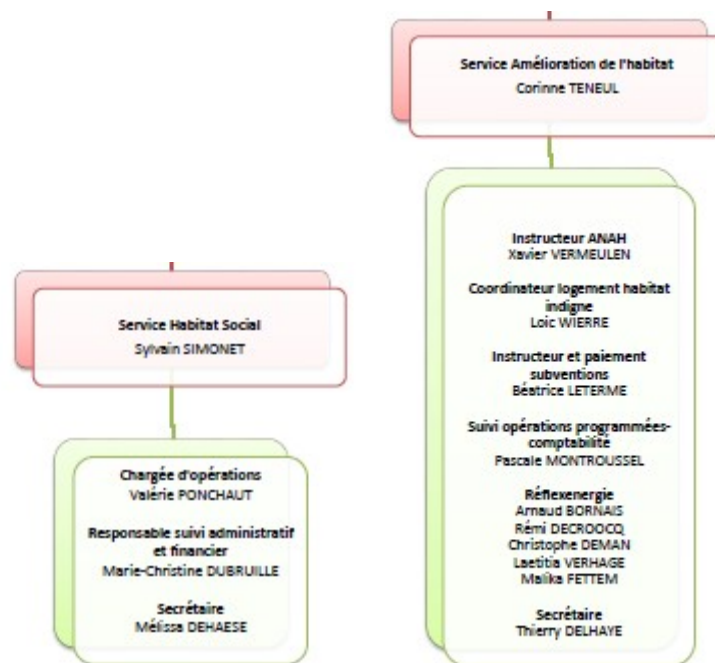 Service Habitat Social
Sylvain SIMONET
Chargée d'opérations
Valérie PONCHAUT
Responsable suivi administratif
et financier
Marie-Christine DUBRUILLE
Secrétaire
Mélissa DEHAESE
Service Amélioration de l'habitat
Corinne TENEUL
Instructeur ANAH
Xavier VERMEULEN
Coordinateur logement habitat
indigne
Loic WIERRE
Instructeur et paiement
subventions
Béatrice LETERME
Suivi opérations programmées-
comptabilité
Pascale MONTROUSSEL
Réflexenergie
Arnaud BORNAIS
Rémi DECROOCQ
Christophe DEMAN
Laetitia VERHAGE
Malika FETTEM
Secrétaire
Thierry DELHAYE